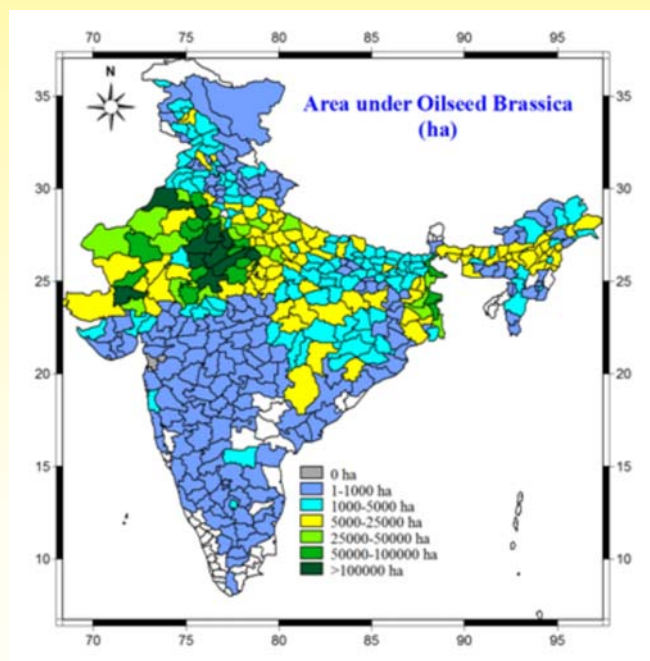 70 75 80 85 90 95
N
Area under Oilseed Brassica
(ha)
35 35
30 30
25 25
20 20
15 15
10 10
0 ha
1-1000 ha
1000-5000 ha
5000-25000 ha
25000-50000 ha
50000-100000 ha
>100000 ha
70 75 80 85 90 95